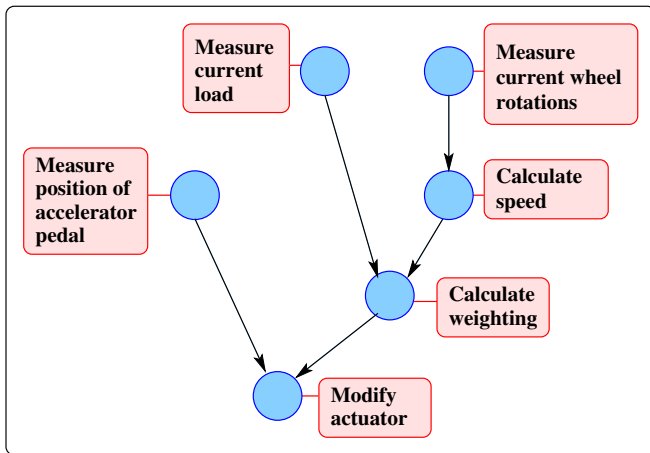 Measure
current
load
Measure
current wheel
rotations
Measure
position of
accelerator
pedal
Calculate
speed
Calculate
weighting
Modify
actuator